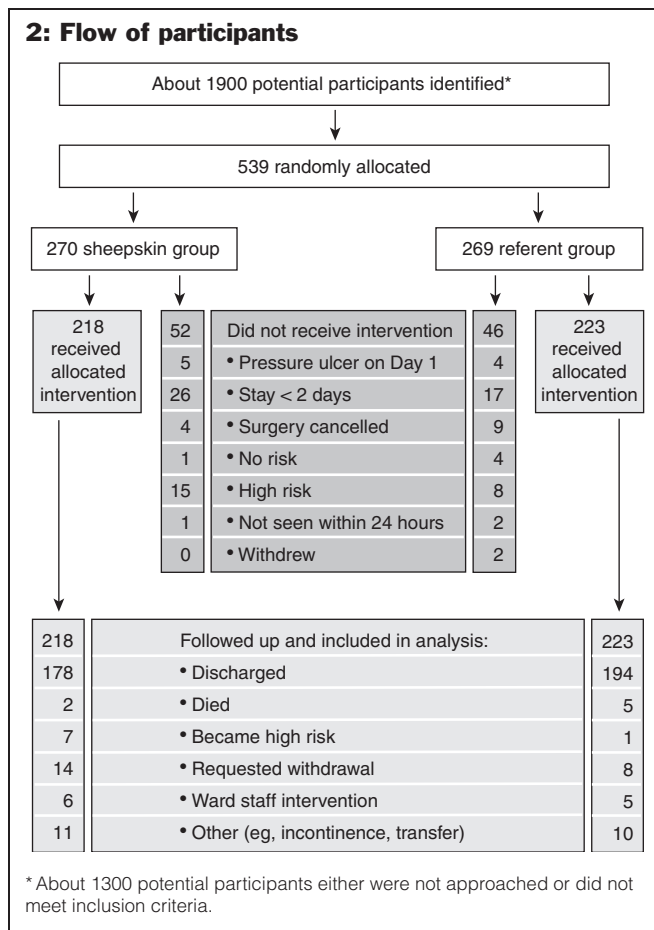 2: Flow of participants
About 1900 potential participants identified*
539 randomly allocated
270 sheepskin group
269 referent group
218
received
allocated
intervention
52 Did not receive intervention 46
5 • Pressure ulcer on Day 1 4
26 • Stay < 2 days 17
4 • Surgery cancelled 9
1 • No risk 4
15 • High risk 8
1 • Not seen within 24 hours 2
0 • Withdrew 2
223
received
allocated
intervention
218 Followed up and included in analysis: 223
178 • Discharged 194
2 • Died 5
7 • Became high risk 1
14 • Requested withdrawal 8
6 • Ward staff intervention 5
11 • Other (eg, incontinence, transfer) 10
* About 1300 potential participants either were not approached or did not
meet inclusion criteria.